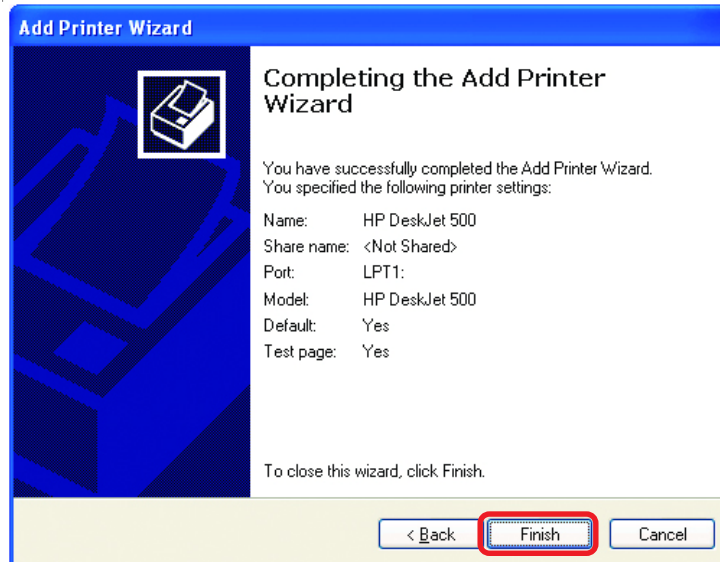 Add Printer Wizard
Completing the Add Printer
Wizard
You have successfully completed the Add Printer Wizard.
You specified the following printer settings:
Name: HP DeskJet 500
Share name: <Not Shared>
Port: LPT1:
Model: HP DeskJet 500
Default: Yes
Test page: Yes
To close this wizard, click Finish.
< Back Finish Cancel